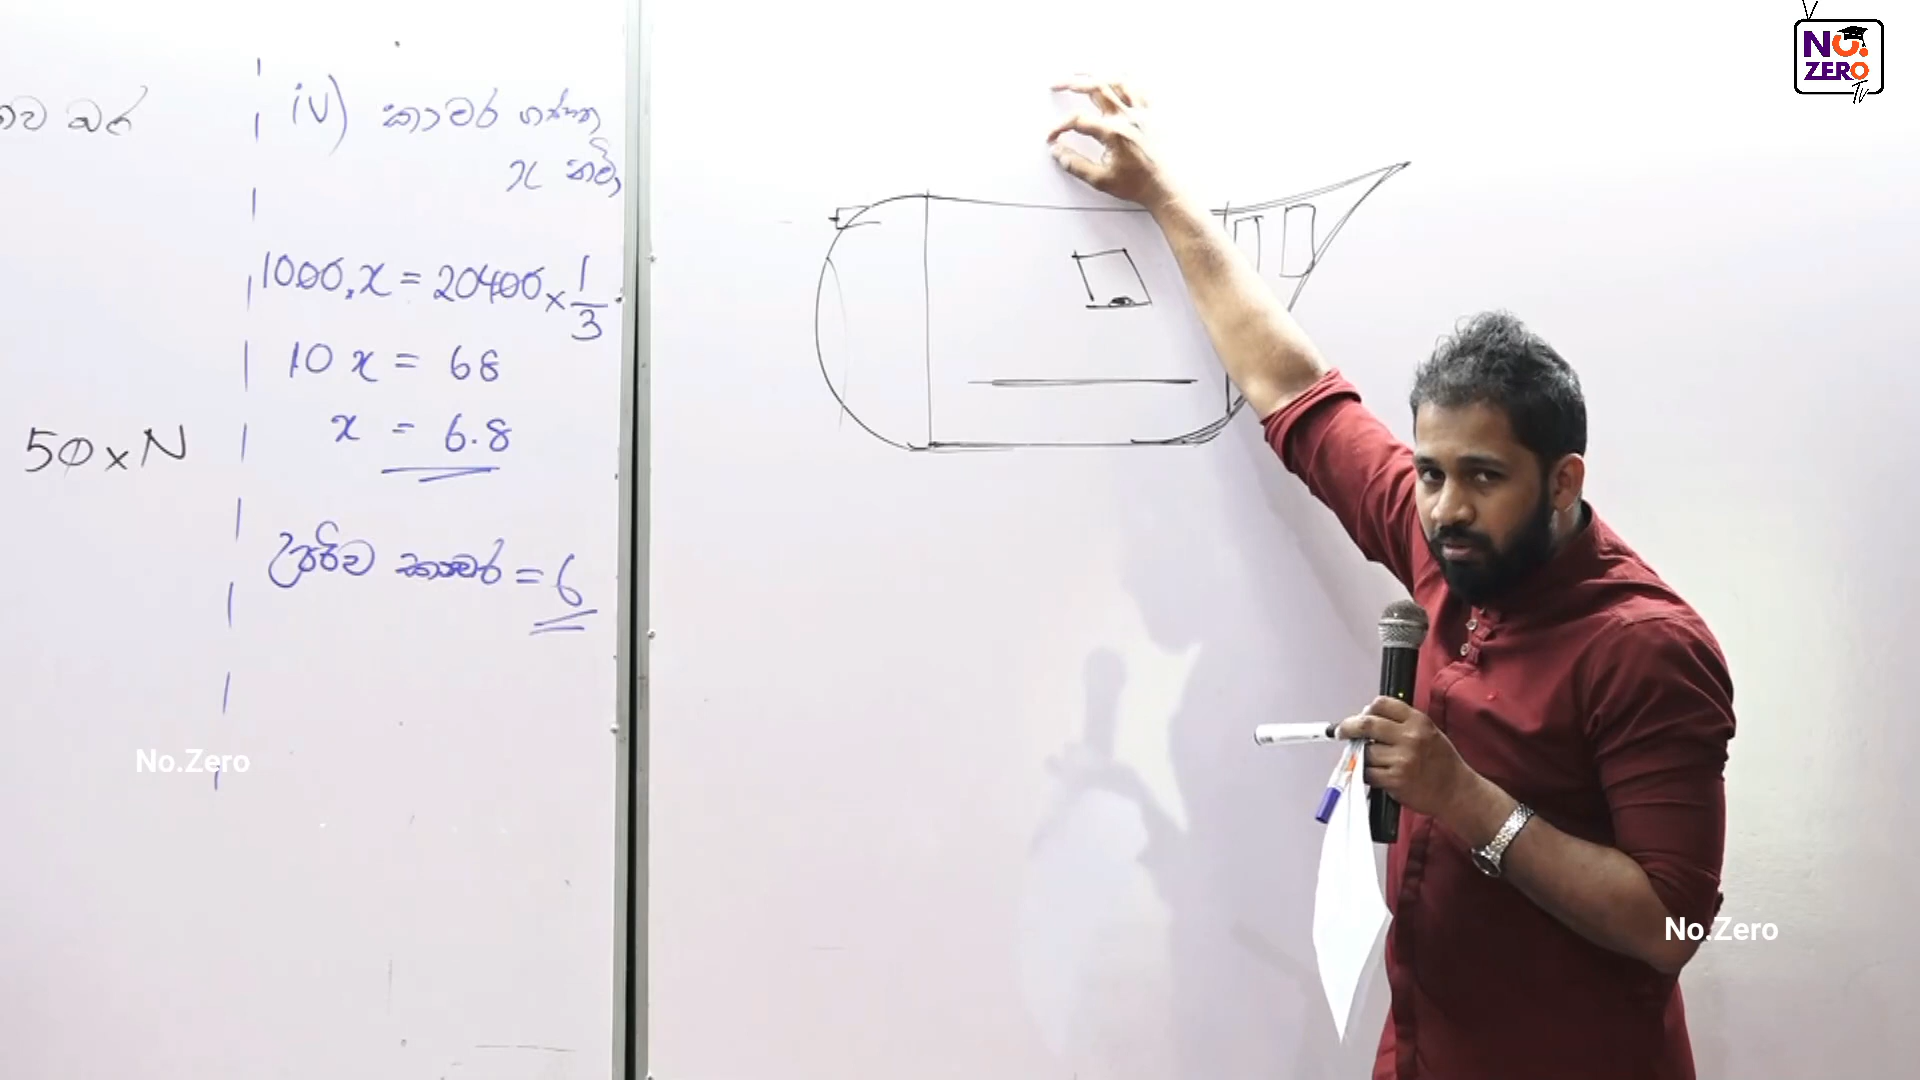 iv) කාමර ගණන
x නම්,
1000.x = 20400 x 1/3
10 x = 68
x = 6.8
උපරිම කාමර = 6
50 x N
No.Zero
No.Zero
NO.
ZERO
TV